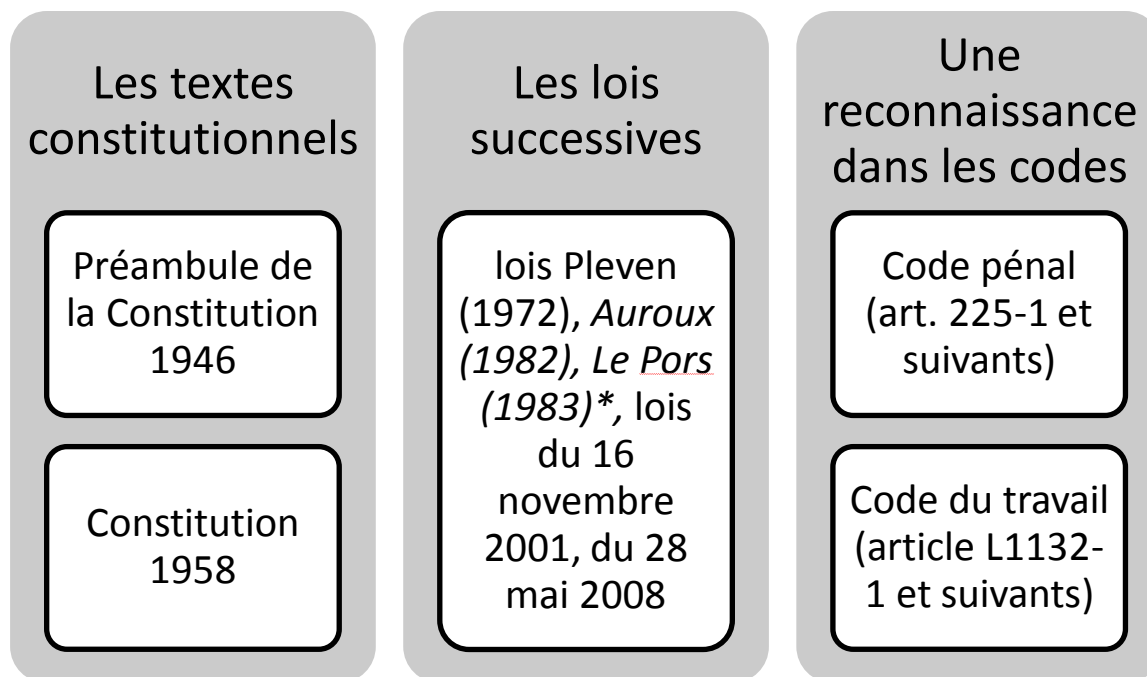 Les textes
constitutionnels
Préambule de
la Constitution
1946
Constitution
1958
Les lois
successives
lois Pleven
(1972), Auroux
(1982), Le Pors
(1983)*, lois
du 16
novembre
2001, du 28
mai 2008
Une
reconnaissance
dans les codes
Code pénal
(art. 225-1 et
suivants)
Code du travail
(article L1132-
1 et suivants)